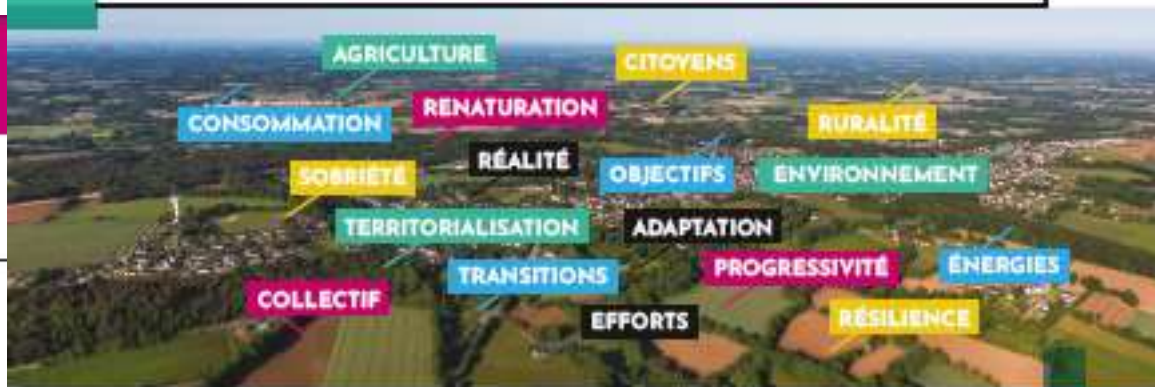 AGRICULTURE
CITOYENS
CONSOMMATION
RENATURATION
RURALITÉ
RÉALITÉ
SOBRIÉTÉ
OBJECTIFS
ENVIRONNEMENT
TERRITORIALISATION
ADAPTATION
TRANSITIONS
PROGRESSIVITÉ
ÉNERGIES
COLLECTIF
EFFORTS
RÉSILIENCE